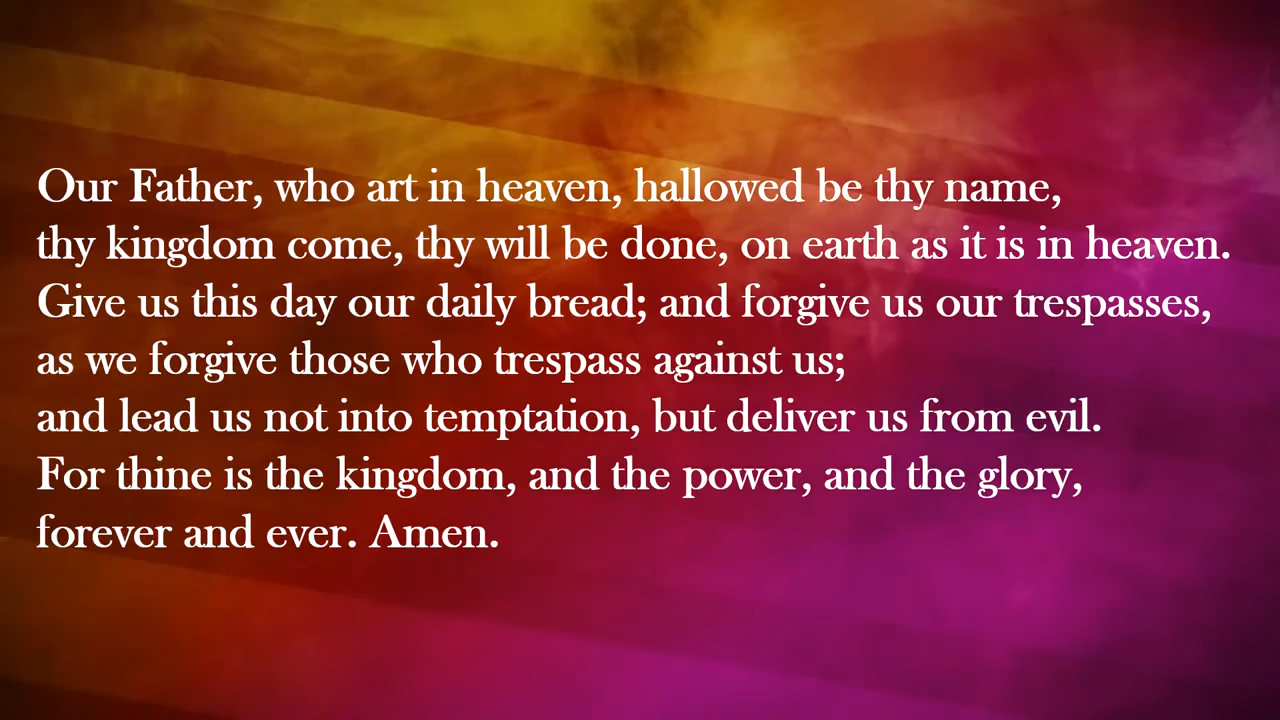 Our Father, who art in heaven, hallowed be thy name,
thy kingdom come, thy will be done, on earth as it is in heaven.
Give us this day our daily bread; and forgive us our trespasses,
as we forgive those who trespass against us;
and lead us not into temptation, but deliver us from evil.
For thine is the kingdom, and the power, and the glory,
forever and ever. Amen.